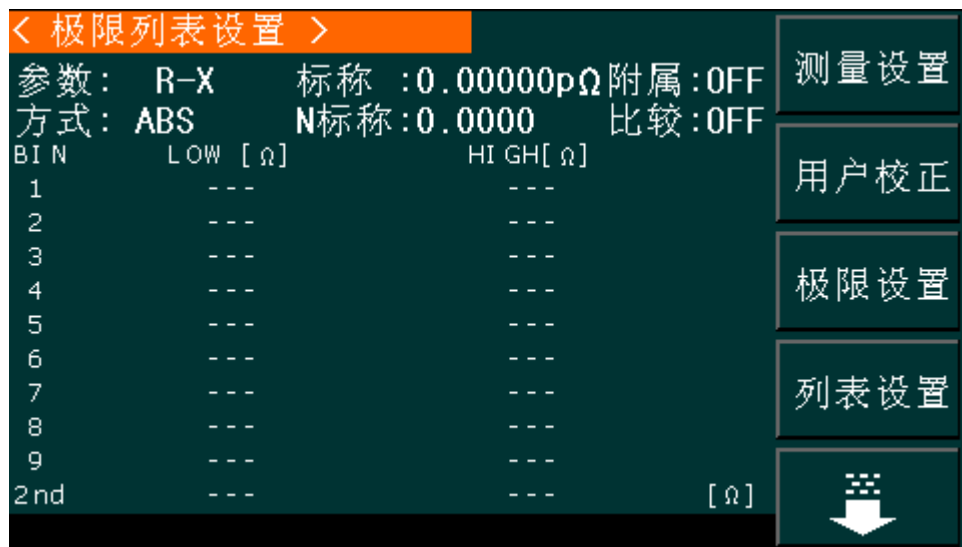 < 极限列表设置 >
参数: R-X 标称 :0.00000pΩ 附属:OFF
方式: ABS N标称:0.0000 比较:OFF
BIN LOW [Ω] HIGH[Ω]
1 --- ---
2 --- ---
3 --- ---
4 --- ---
5 --- ---
6 --- ---
7 --- ---
8 --- ---
9 --- ---
2nd --- --- [Ω]
测量设置
用户校正
极限设置
列表设置